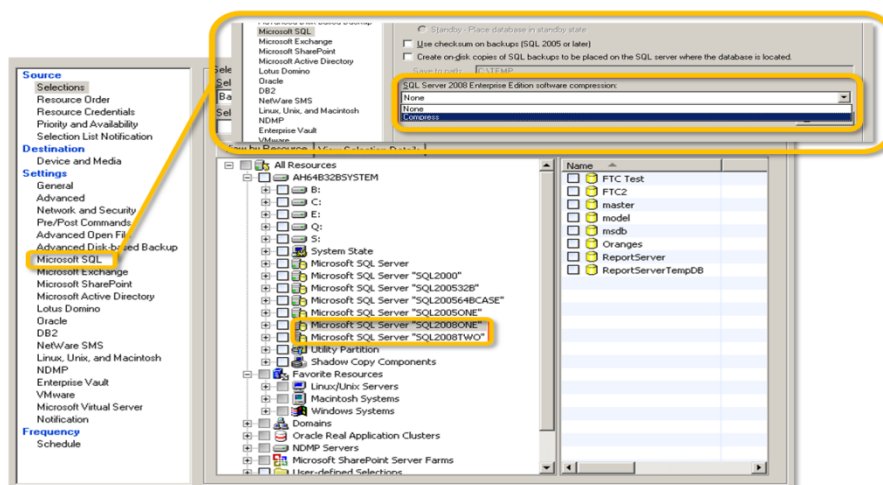 Microsoft SQL
Microsoft Exchange
Microsoft SharePoint
Microsoft Active Directory
Lotus Domino
Oracle
DB2
NetWare SMS
Linux, Unix, and Macintosh
NDMP
Enterprise Vault
VMware
Standby - Place database in standby state
Use checksum on backups (SQL 2005 or later)
Create on-disk copies of SQL backups to be placed on the SQL server where the database is located.
Save to path: C:\TEMP
SQL Server 2008 Enterprise Edition software compression:
None
None
Compress
Source
Selections
Resource Order
Resource Credentials
Priority and Availability
Selection List Notification
Destination
Device and Media
Settings
General
Advanced
Network and Security
Pre/Post Commands
Advanced Open File
Advanced Disk-based Backup
Microsoft SQL
Microsoft Exchange
Microsoft SharePoint
Microsoft Active Directory
Lotus Domino
Oracle
DB2
NetWare SMS
Linux, Unix, and Macintosh
NDMP
Enterprise Vault
VMware
Microsoft Virtual Server
Notification
Frequency
Schedule
View by Resource View Selection Details
All Resources
AH64B32BSYSTEM
B:
C:
E:
Q:
S:
System State
Microsoft SQL Server
Microsoft SQL Server "SQL2000"
Microsoft SQL Server "SQL200532B"
Microsoft SQL Server "SQL200564BCASE"
Microsoft SQL Server "SQL2005ONE"
Microsoft SQL Server "SQL2008ONE"
Microsoft SQL Server "SQL2008TWO"
Utility Partition
Shadow Copy Components
Favorite Resources
Linux/Unix Servers
Macintosh Systems
Windows Systems
Domains
Oracle Real Application Clusters
NDMP Servers
Microsoft SharePoint Server Farms
User-defined Selections
Name
FTC Test
FTC2
master
model
msdb
Oranges
ReportServer
ReportServerTempDB